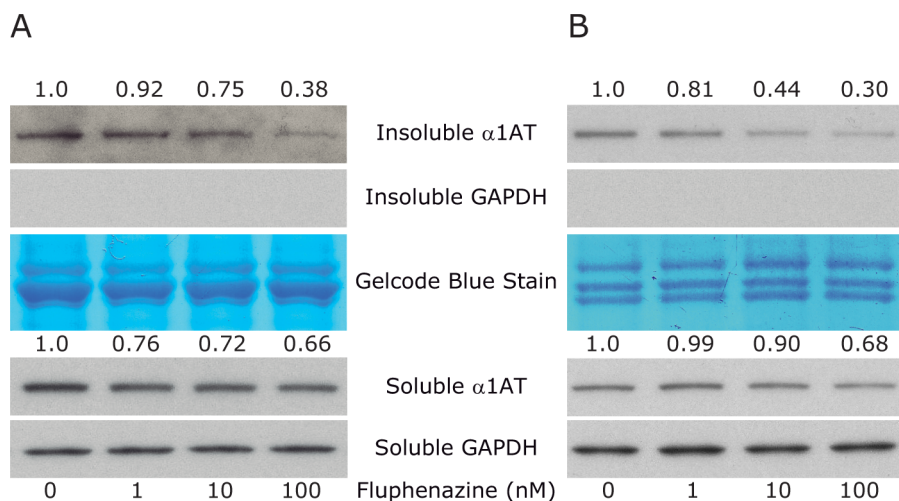 A B
1.0 0.92 0.75 0.38 1.0 0.81 0.44 0.30
Insoluble α1AT
Insoluble GAPDH
Gelcode Blue Stain
1.0 0.76 0.72 0.66 1.0 0.99 0.90 0.68
Soluble α1AT
Soluble GAPDH
0 1 10 100 Fluphenazine (nM) 0 1 10 100